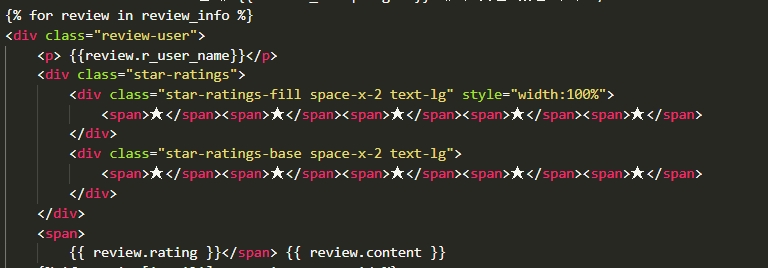 {% for review in review_info %}
<div class="review-user">
<p> {{review.r_user_name}}</p>
<div class="star-ratings">
<div class="star-ratings-fill space-x-2 text-lg" style="width:100%">
<span>★</span><span>★</span><span>★</span><span>★</span><span>★</span>
</div>
<div class="star-ratings-base space-x-2 text-lg">
<span>★</span><span>★</span><span>★</span><span>★</span><span>★</span>
</div>
</div>
<span>
{{ review.rating }}</span> {{ review.content }}